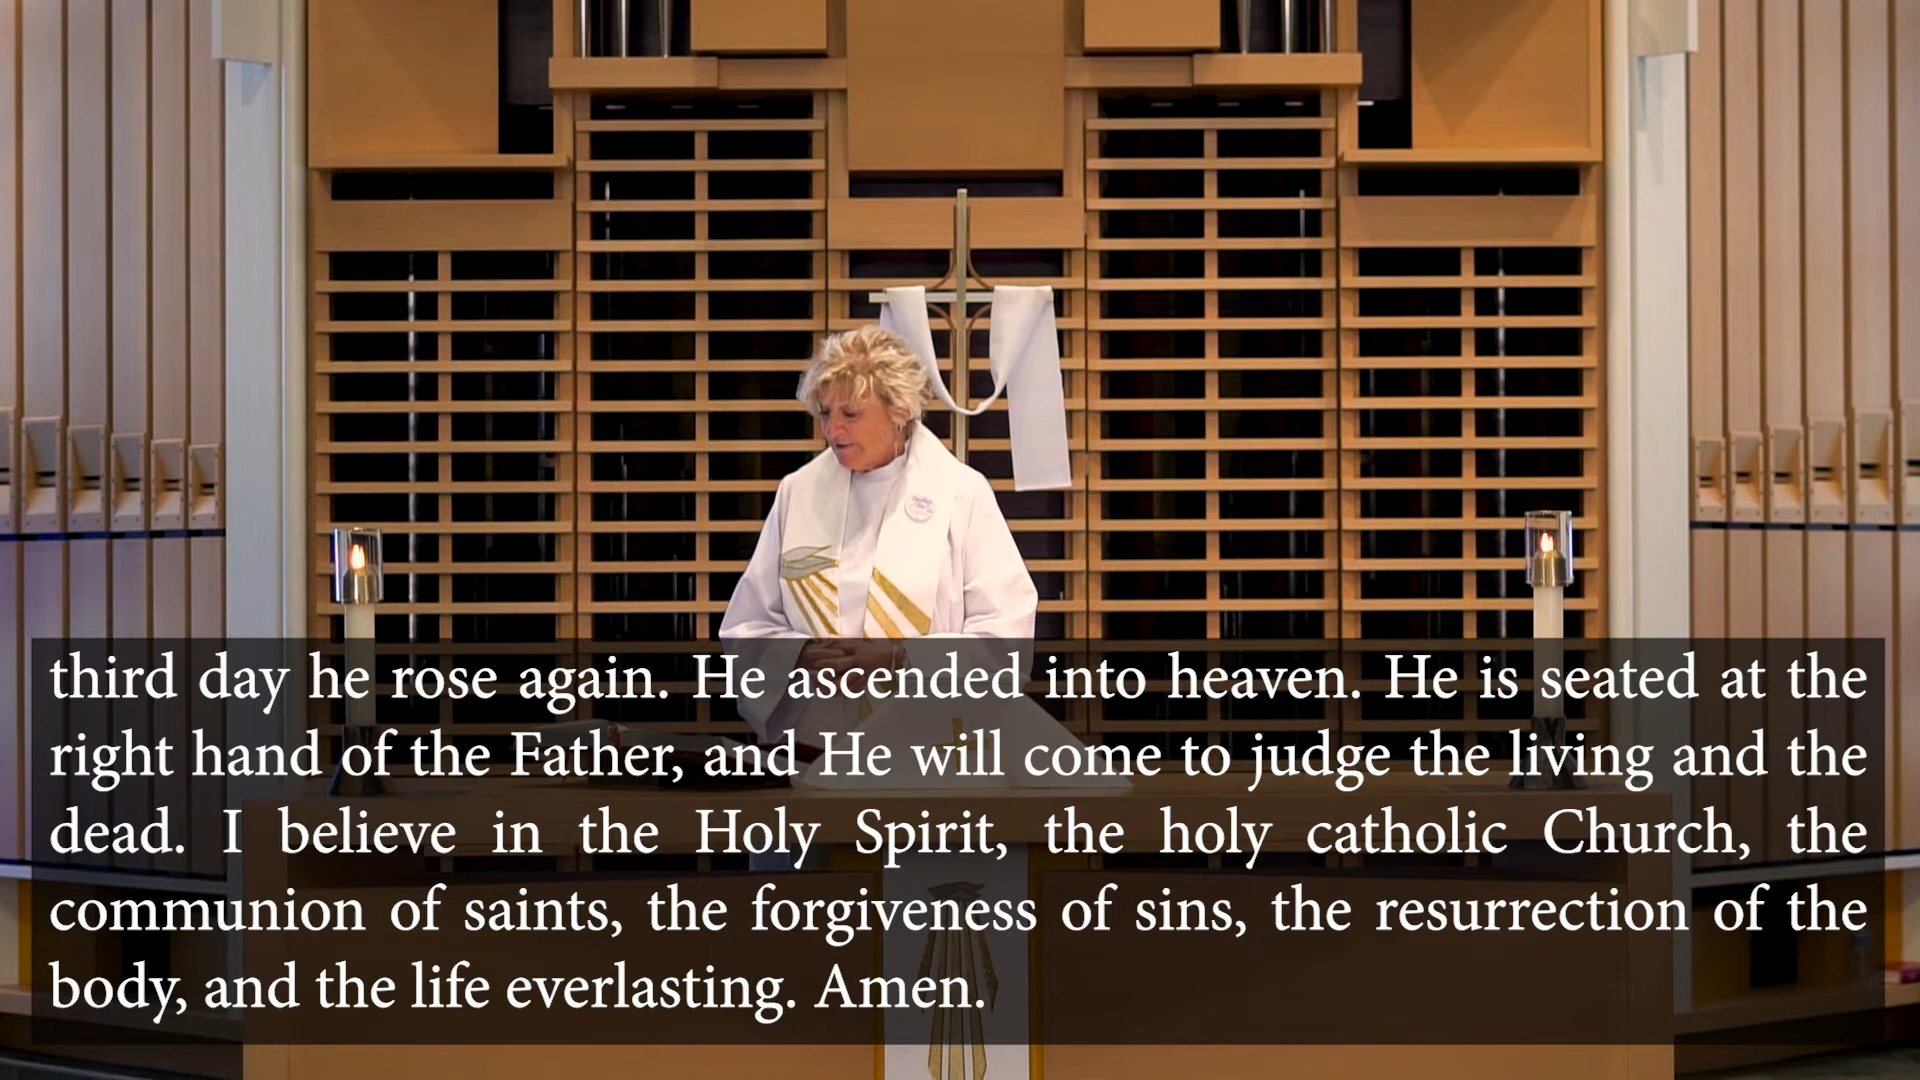 third day he rose again. He ascended into heaven. He is seated at the
right hand of the Father, and He will come to judge the living and the
dead. I believe in the Holy Spirit, the holy catholic Church, the
communion of saints, the forgiveness of sins, the resurrection of the
body, and the life everlasting. Amen.